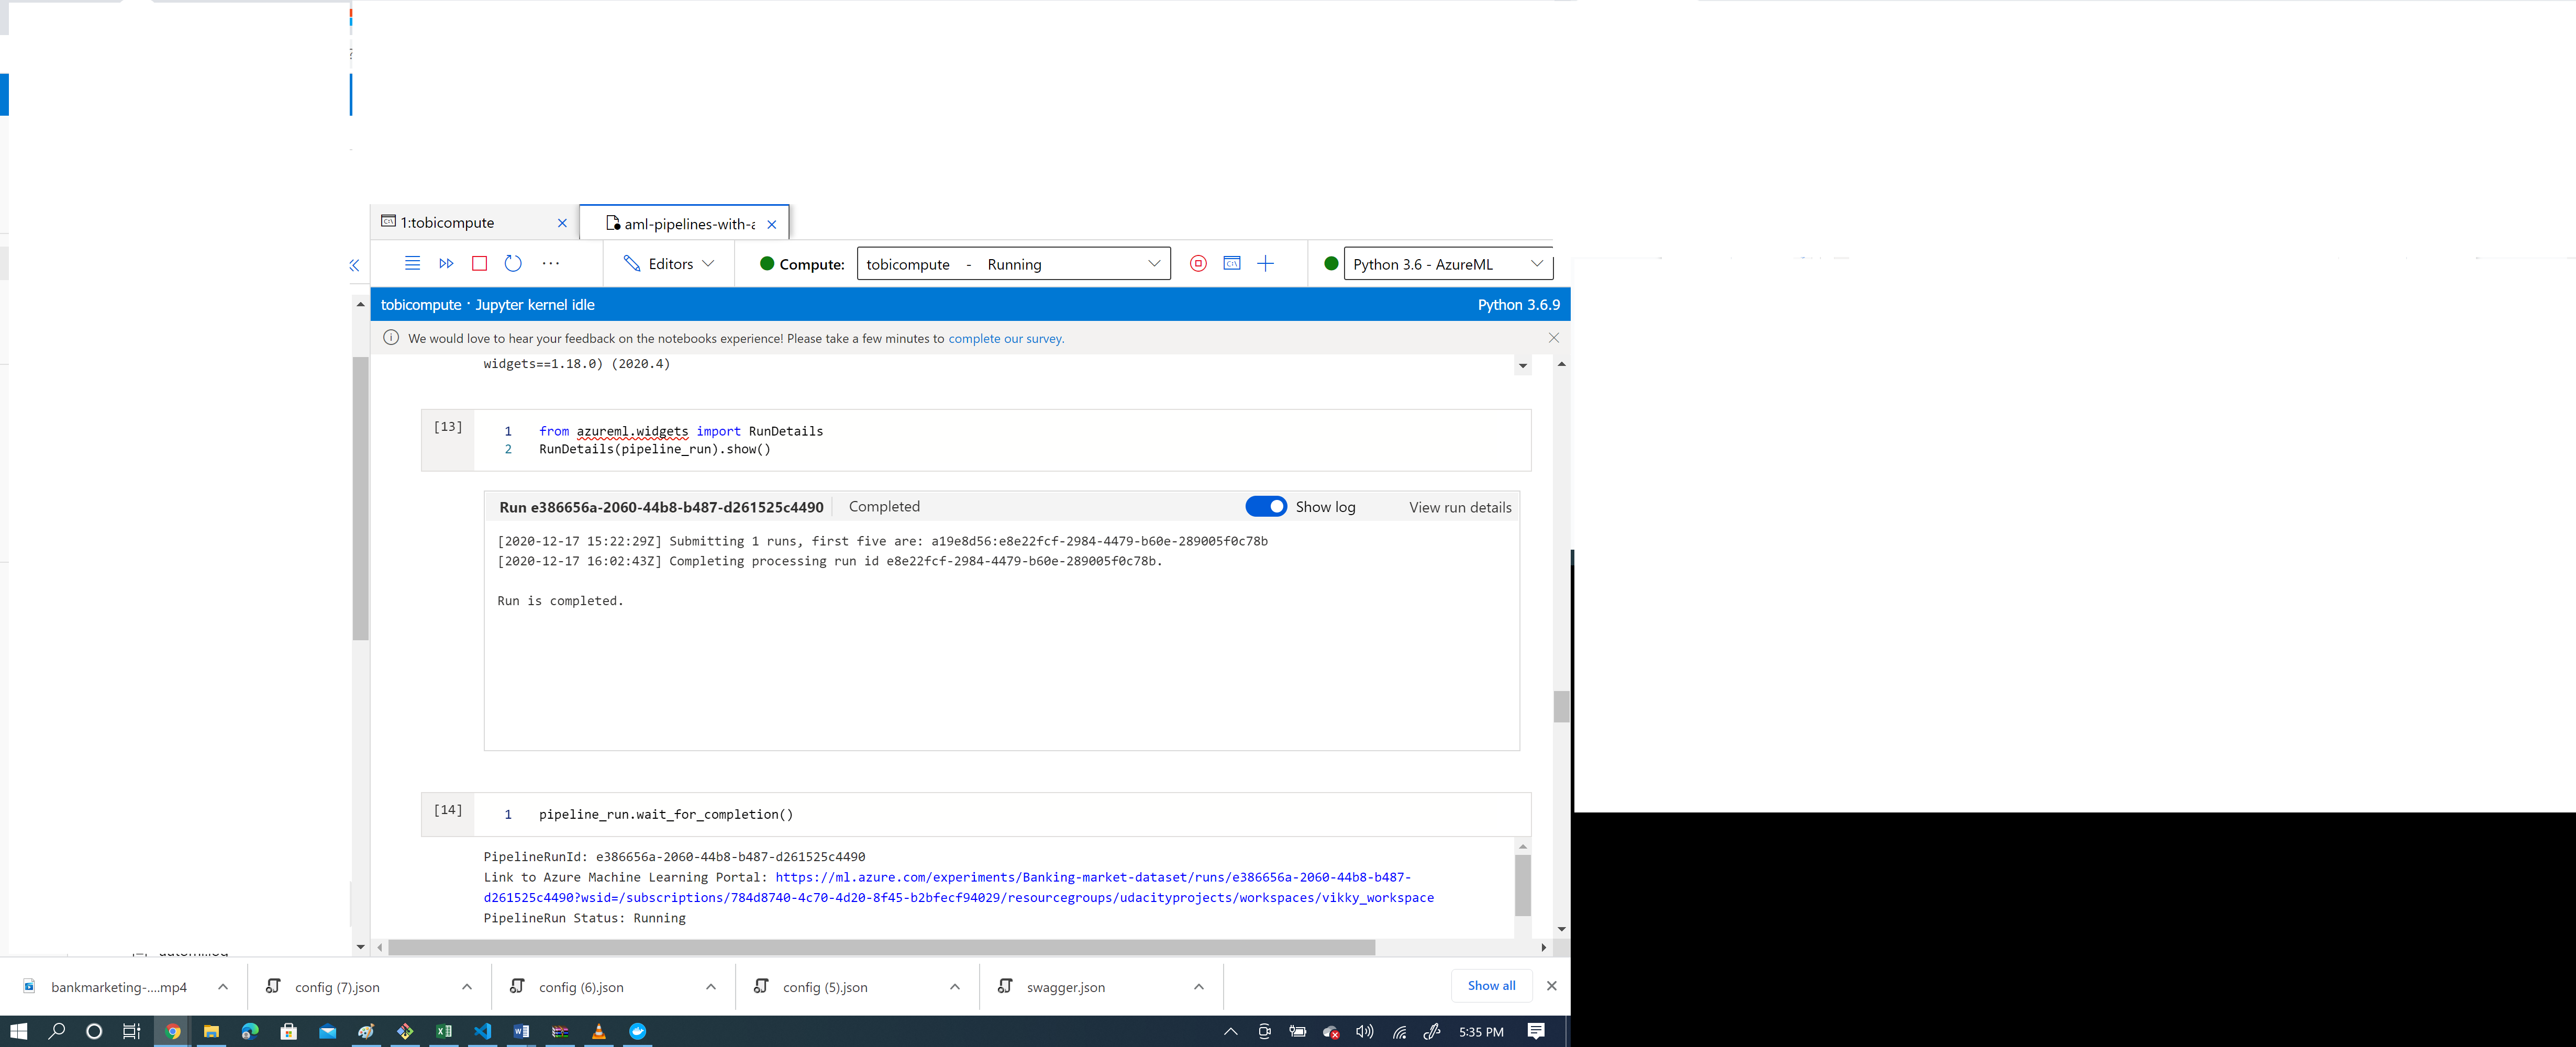 1:tobicompute
aml-pipelines-with-a
Editors
Compute:
tobicompute - Running
Python 3.6 - AzureML
tobicompute · Jupyter kernel idle
Python 3.6.9
We would love to hear your feedback on the notebooks experience! Please take a few minutes to complete our survey.
widgets==1.18.0) (2020.4)
[13]
1 from azureml.widgets import RunDetails
2 RunDetails(pipeline_run).show()
Run e386656a-2060-44b8-b487-d261525c4490
Completed
Show log
View run details
[2020-12-17 15:22:29Z] Submitting 1 runs, first five are: a19e8d56:e8e22fcf-2984-4479-b60e-289005f0c78b
[2020-12-17 16:02:43Z] Completing processing run id e8e22fcf-2984-4479-b60e-289005f0c78b.
Run is completed.
[14]
1 pipeline_run.wait_for_completion()
PipelineRunId: e386656a-2060-44b8-b487-d261525c4490
Link to Azure Machine Learning Portal: https://ml.azure.com/experiments/Banking-market-dataset/runs/e386656a-2060-44b8-b487-
d261525c4490?wsid=/subscriptions/784d8740-4c70-4d20-8f45-b2bfecf94029/resourcegroups/udacityprojects/workspaces/vikky_workspace
PipelineRun Status: Running
bankmarketing-....mp4
config (7).json
config (6).json
config (5).json
swagger.json
Show all
5:35 PM